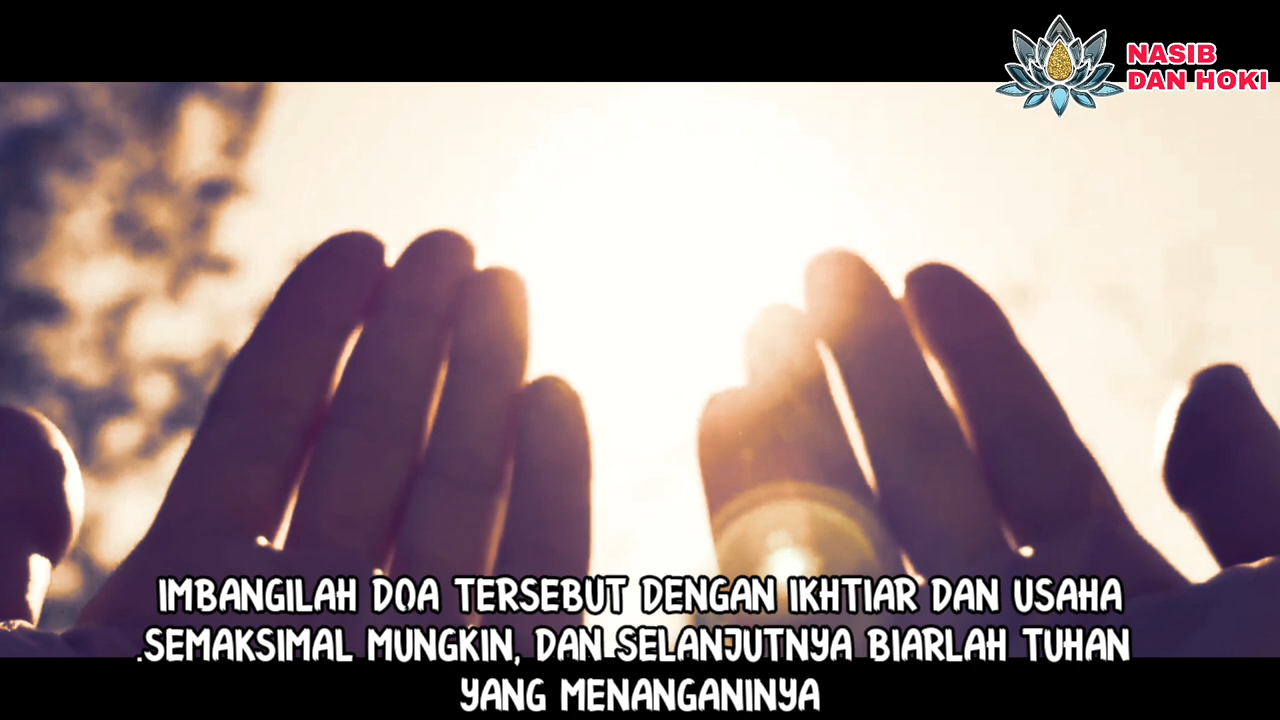 NASIB
DAN HOKI
IMBANGILAH DOA TERSEBUT DENGAN IKHTIAR DAN USAHA
.SEMAKSIMAL MUNGKIN, DAN SELANJUTNYA BIARLAH TUHAN
YANG MENANGANINYA